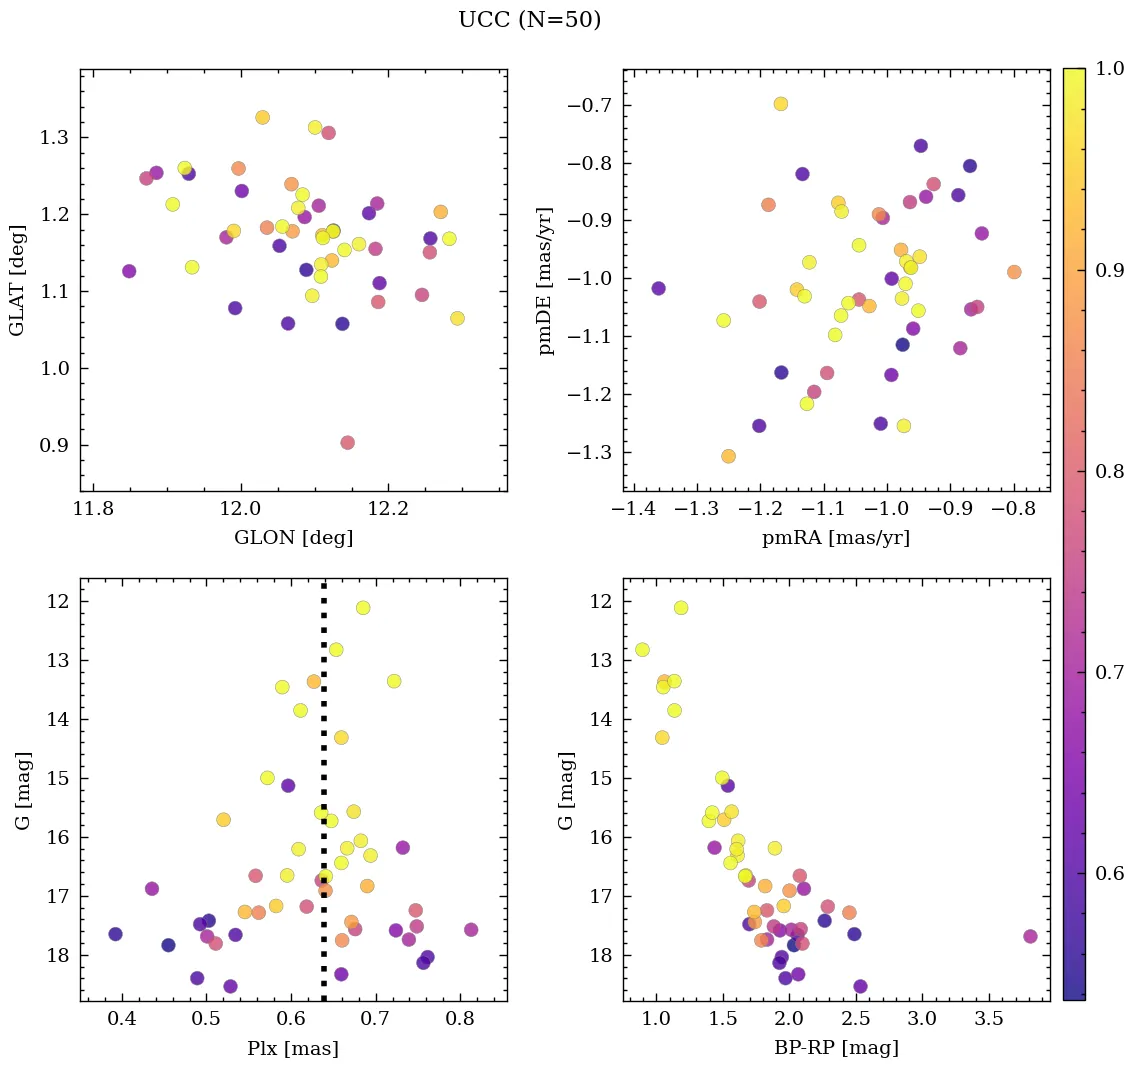 UCC (N=50)
1.3
1.2
1.1
1.0
0.9
GLAT [deg]
11.8 12.0 12.2
GLON [deg]
−0.7
−0.8
−0.9
−1.0
−1.1
−1.2
−1.3
pmDE [mas/yr]
−1.4 −1.3 −1.2 −1.1 −1.0 −0.9 −0.8
pmRA [mas/yr]
12
13
14
15
16
17
18
G [mag]
0.4 0.5 0.6 0.7 0.8
Plx [mas]
12
13
14
15
16
17
18
G [mag]
1.0 1.5 2.0 2.5 3.0 3.5
BP-RP [mag]
1.0
0.9
0.8
0.7
0.6